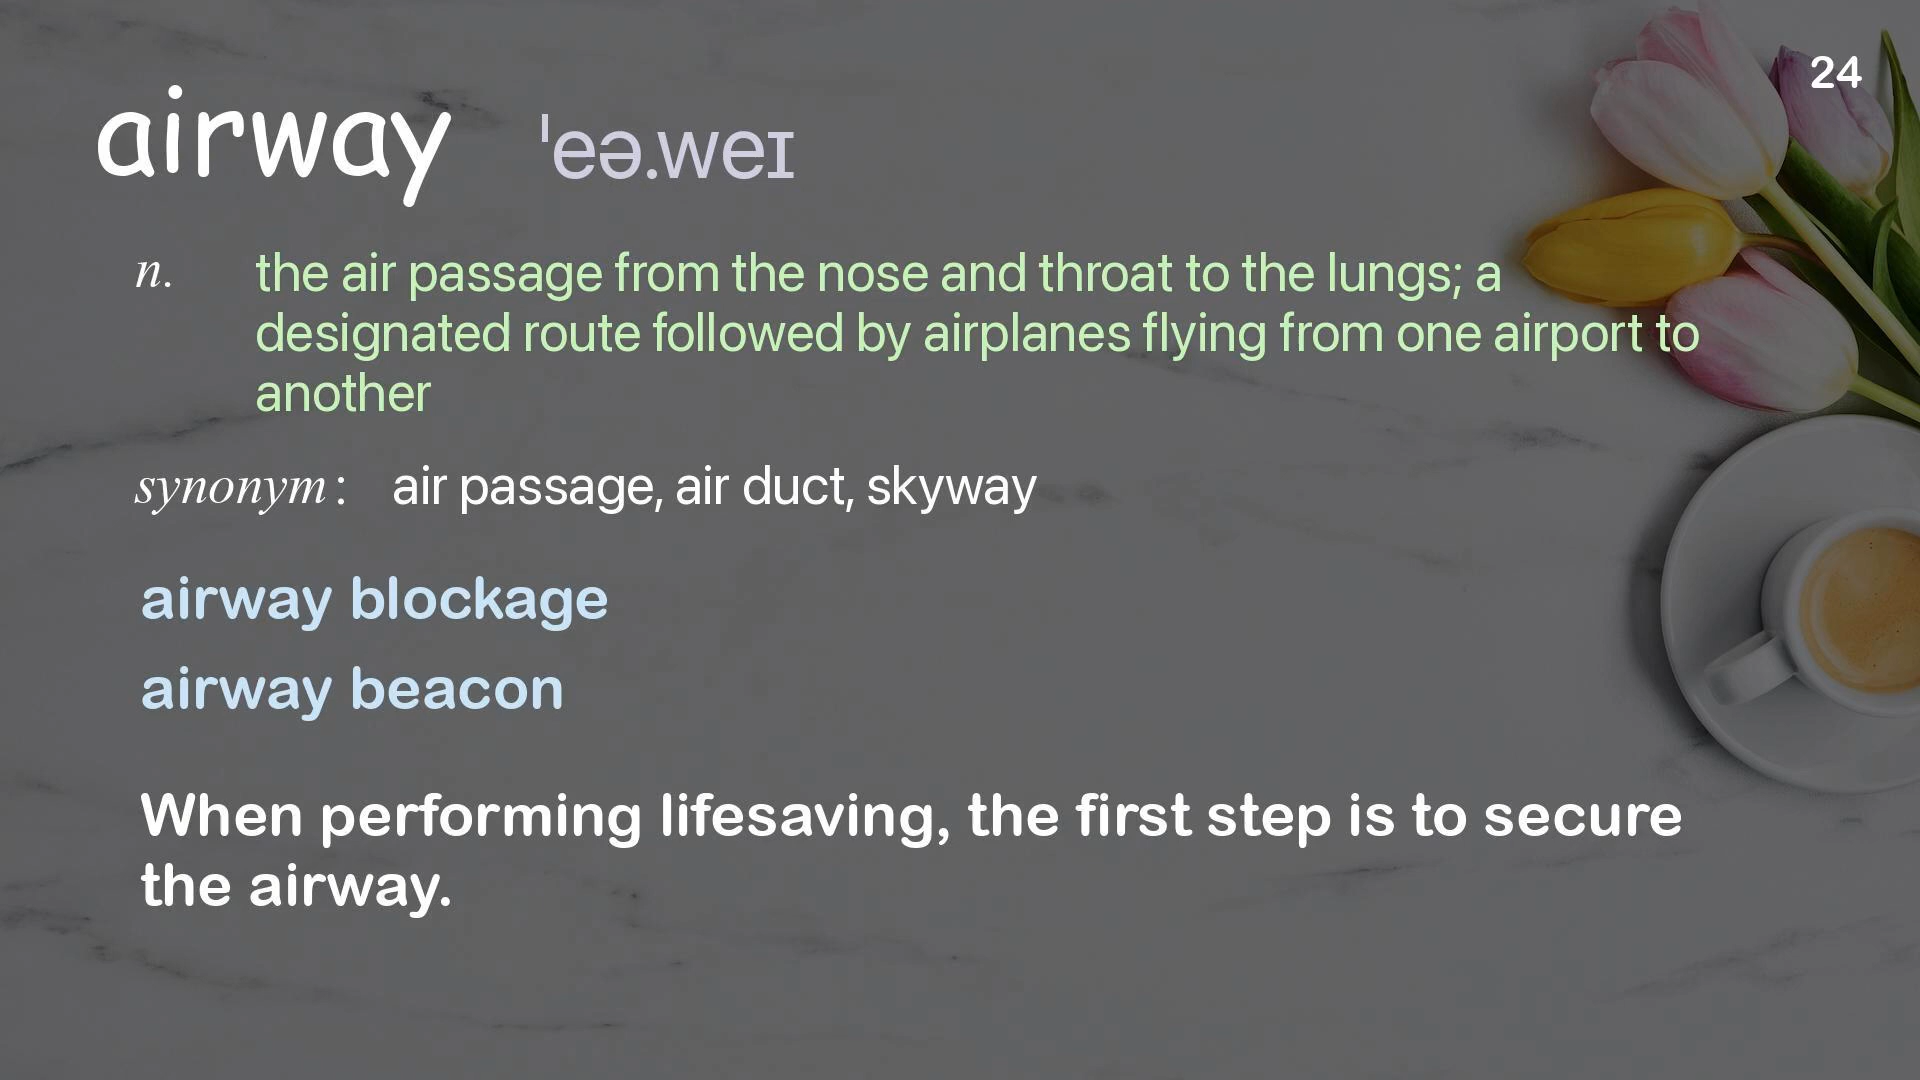 24
airway ˈeə.weɪ
n. the air passage from the nose and throat to the lungs; a
designated route followed by airplanes flying from one airport to
another
synonym: air passage, air duct, skyway
airway blockage
airway beacon
When performing lifesaving, the first step is to secure
the airway.